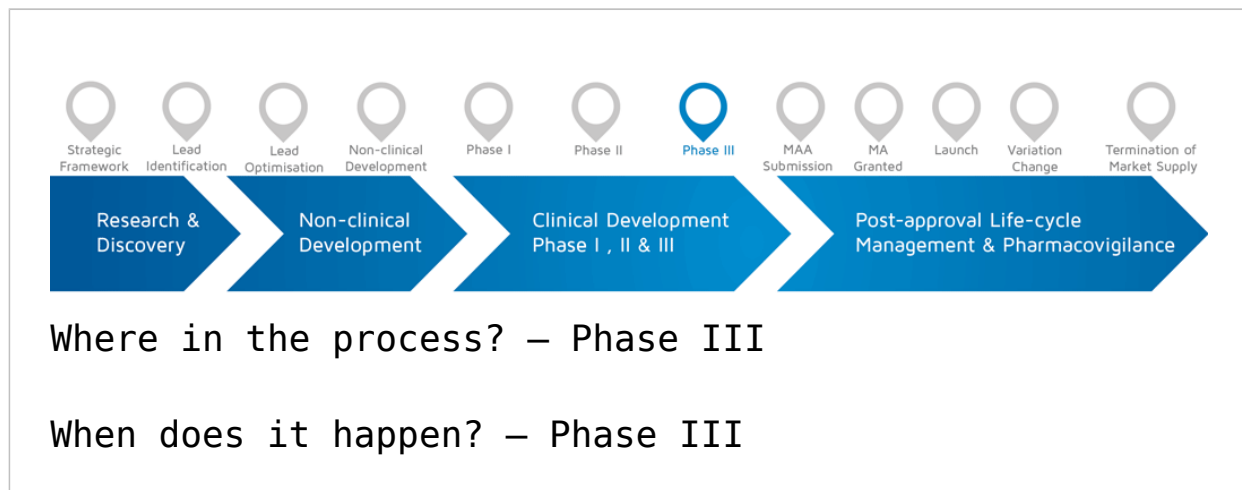 Strategic Framework
Lead Identification
Lead Optimisation
Non-clinical Development
Phase I
Phase II
Phase III
MAA Submission
MA Granted
Launch
Variation Change
Termination of Market Supply
Research &
Discovery
Non-clinical
Development
Clinical Development
Phase I , II & III
Post-approval Life-cycle
Management & Pharmacovigilance
Where in the process? – Phase III
When does it happen? – Phase III